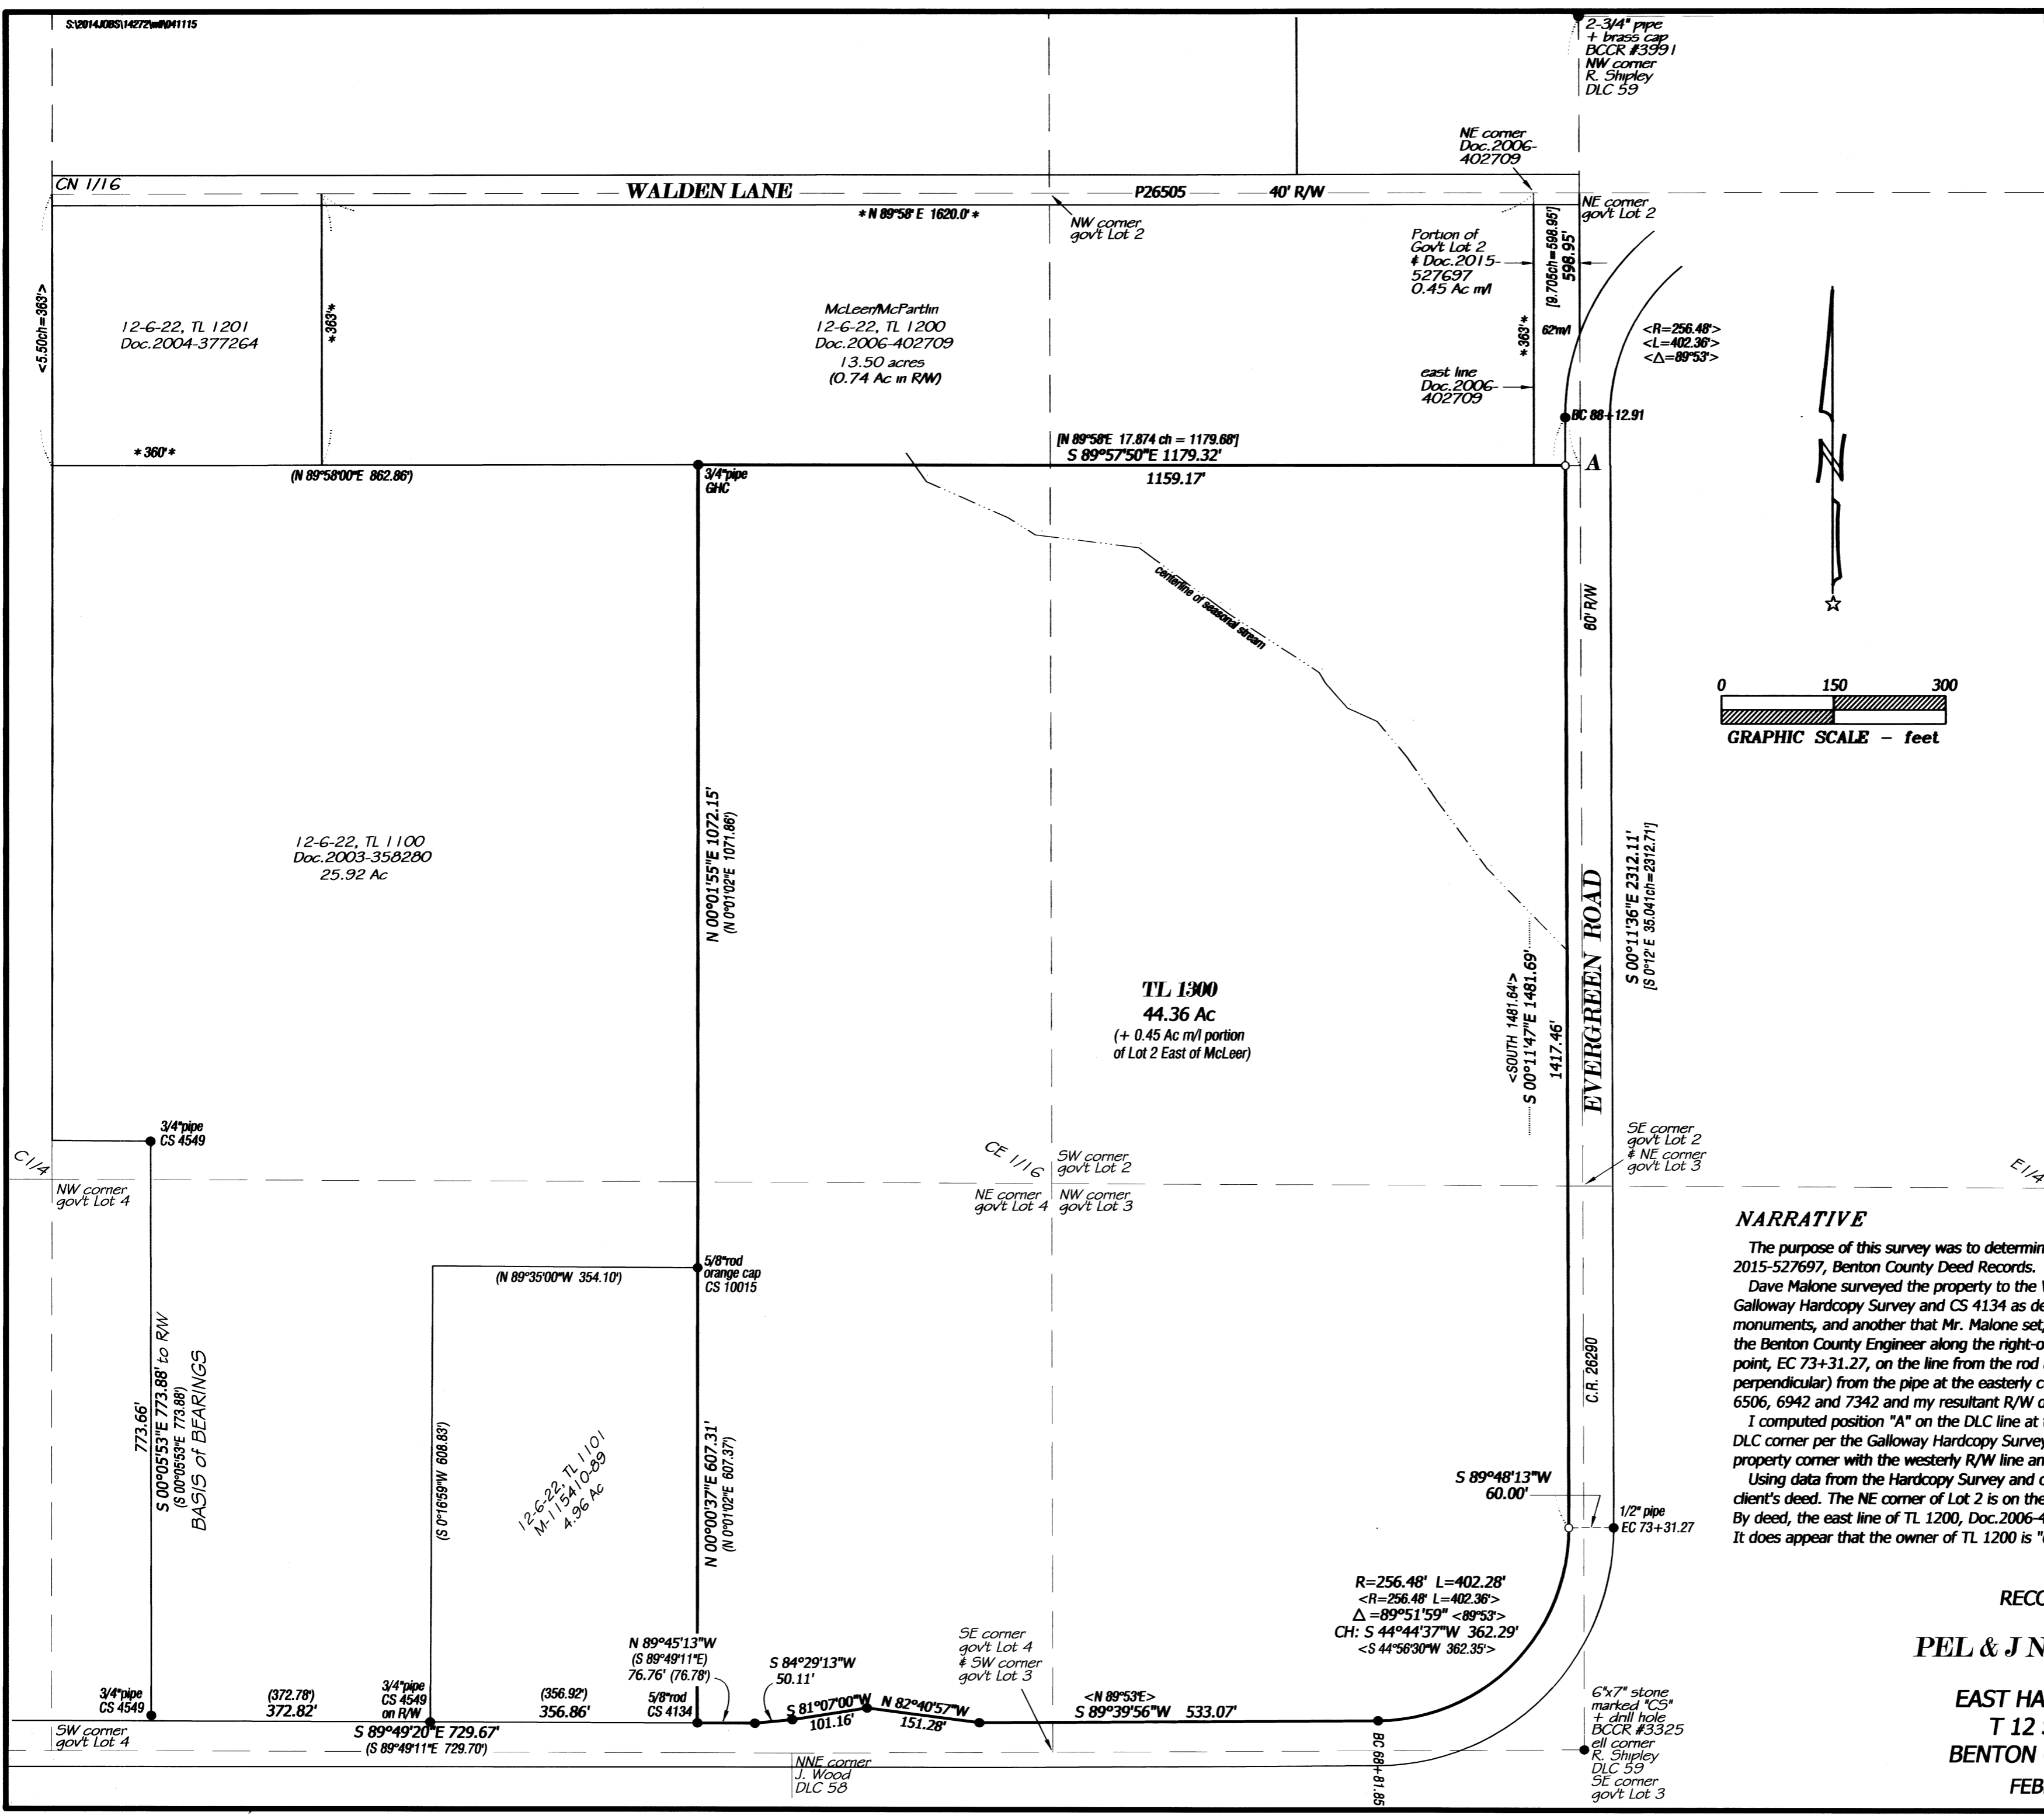 S:\2014JOBS\14272\mlf\041115
2-3/4" pipe
+ brass cap
BCCR #3991
NW corner
R. Shipley
DLC 59
NE corner
Doc.2006-
402709
CN 1/16
WALDEN LANE
P26505
40' R/W
* N 89°58' E 1620.0' *
NW corner
gov't Lot 2
NE corner
gov't Lot 2
Portion of
Gov't Lot 2
& Doc.2015-
527697
0.45 Ac m/l
[9.705ch=598.95']
598.95'
<5.50ch=363'>
12-6-22, TL 1201
Doc.2004-377264
*363'*
McLeer/McPartlin
12-6-22, TL 1200
Doc.2006-402709
13.50 acres
(0.74 Ac in R/W)
*363'*
62'm/l
<R=256.48'>
<L=402.36'>
<Δ=89°53'>
east line
Doc.2006-
402709
BC 88+12.91
* 360' *
(N 89°58'00"E 862.86')
[N 89°58'E 17.874 ch = 1179.68']
S 89°57'50"E 1179.32'
1159.17'
3/4"pipe
GHC
A
centerline of seasonal stream
60' R/W
N
0 150 300
GRAPHIC SCALE - feet
12-6-22, TL 1100
Doc.2003-358280
25.92 Ac
N 00°01'55"E 1072.15'
(N 0°01'02"E 1071.86')
TL 1300
44.36 Ac
(+ 0.45 Ac m/l portion
of Lot 2 East of McLeer)
<SOUTH 1481.64'>
S 00°11'47"E 1481.69'
1417.46'
EVERGREEN ROAD
S 00°11'36"E 2312.11'
[S 0°12' E 35.041ch=2312.71']
3/4"pipe
CS 4549
C1/4
NW corner
gov't Lot 4
CE 1/16
SW corner
gov't Lot 2
NE corner
gov't Lot 4
NW corner
gov't Lot 3
SE corner
gov't Lot 2
& NE corner
gov't Lot 3
E1/4
5/8"rod
orange cap
CS 10015
(N 89°35'00"W 354.10')
773.66'
S 00°05'53"E 773.88' to R/W
(S 00°05'53"E 773.88')
BASIS of BEARINGS
(S 0°16'59"W 608.83')
12-6-22, TL 1101
M-115410-89
4.96 Ac
N 00°00'37"E 607.31'
(N 0°01'02"E 607.37')
C.R. 26290
S 89°48'13"W
60.00'
1/2" pipe
EC 73+31.27
R=256.48' L=402.28'
<R=256.48' L=402.36'>
Δ =89°51'59" <89°53'>
CH: S 44°44'37"W 362.29'
<S 44°56'30"W 362.35'>
NARRATIVE
The purpose of this survey was to determin
2015-527697, Benton County Deed Records.
Dave Malone surveyed the property to the
Galloway Hardcopy Survey and CS 4134 as de
monuments, and another that Mr. Malone set,
the Benton County Engineer along the right-o
point, EC 73+31.27, on the line from the rod
perpendicular) from the pipe at the easterly c
6506, 6942 and 7342 and my resultant R/W d
I computed position "A" on the DLC line at
DLC corner per the Galloway Hardcopy Survey
property corner with the westerly R/W line an
Using data from the Hardcopy Survey and
client's deed. The NE corner of Lot 2 is on the
By deed, the east line of TL 1200, Doc.2006-4
It does appear that the owner of TL 1200 is "
RECO
PEL & J N
EAST HA
T 12
BENTON
FEB
3/4"pipe
CS 4549
(372.78')
372.82'
3/4"pipe
CS 4549
on R/W
(356.92')
356.86'
5/8"rod
CS 4134
N 89°45'13"W
(S 89°49'11"E)
76.76' (76.78')
S 84°29'13"W
50.11'
S 81°07'00"W
101.16'
N 82°40'57"W
151.28'
SE corner
gov't Lot 4
& SW corner
gov't Lot 3
<N 89°53'E>
S 89°39'56"W 533.07'
SW corner
gov't Lot 4
S 89°49'20"E 729.67'
(S 89°49'11"E 729.70')
NNE corner
J. Wood
DLC 58
BC 68+81.85
6"x7" stone
marked "CS"
+ drill hole
BCCR #3325
ell corner
R. Shipley
DLC 59
SE corner
gov't Lot 3